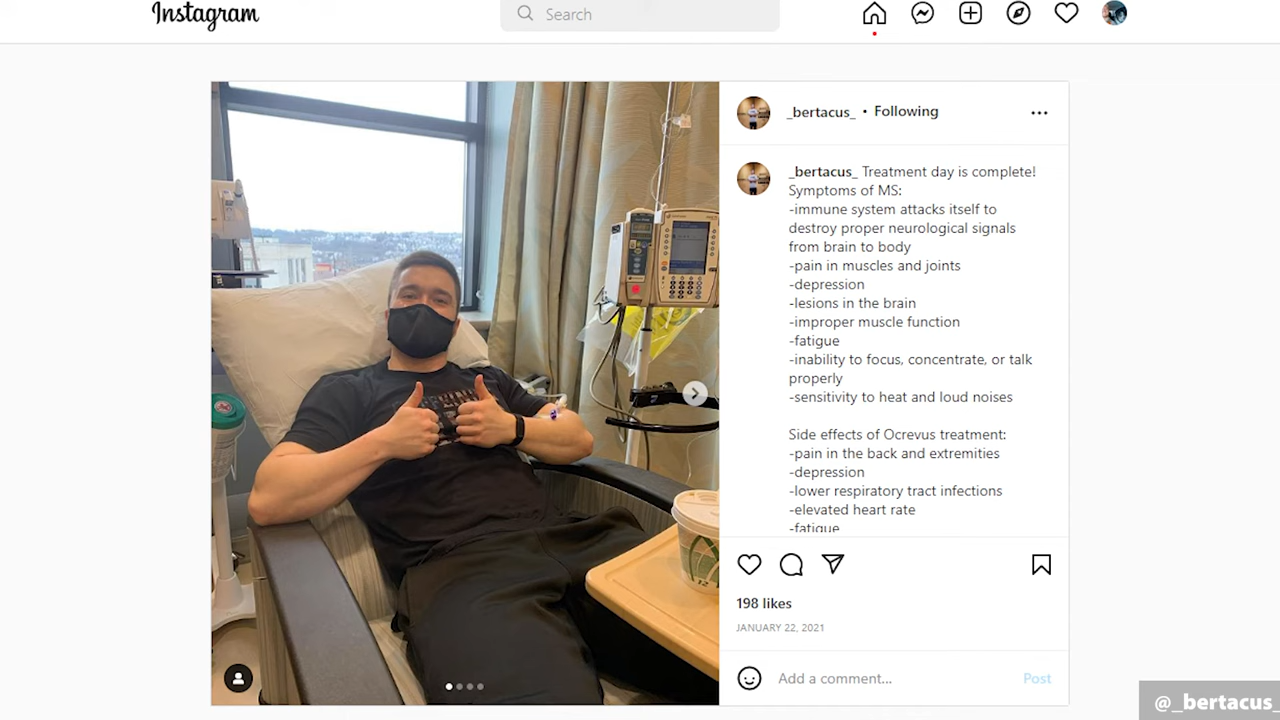 Instagram
Search
_bertacus_ • Following
_bertacus_ Treatment day is complete!
Symptoms of MS:
-immune system attacks itself to
destroy proper neurological signals
from brain to body
-pain in muscles and joints
-depression
-lesions in the brain
-improper muscle function
-fatigue
-inability to focus, concentrate, or talk
properly
-sensitivity to heat and loud noises
Side effects of Ocrevus treatment:
-pain in the back and extremities
-depression
-lower respiratory tract infections
-elevated heart rate
-fatigue
198 likes
JANUARY 22, 2021
Add a comment... Post
@_bertacus_
12